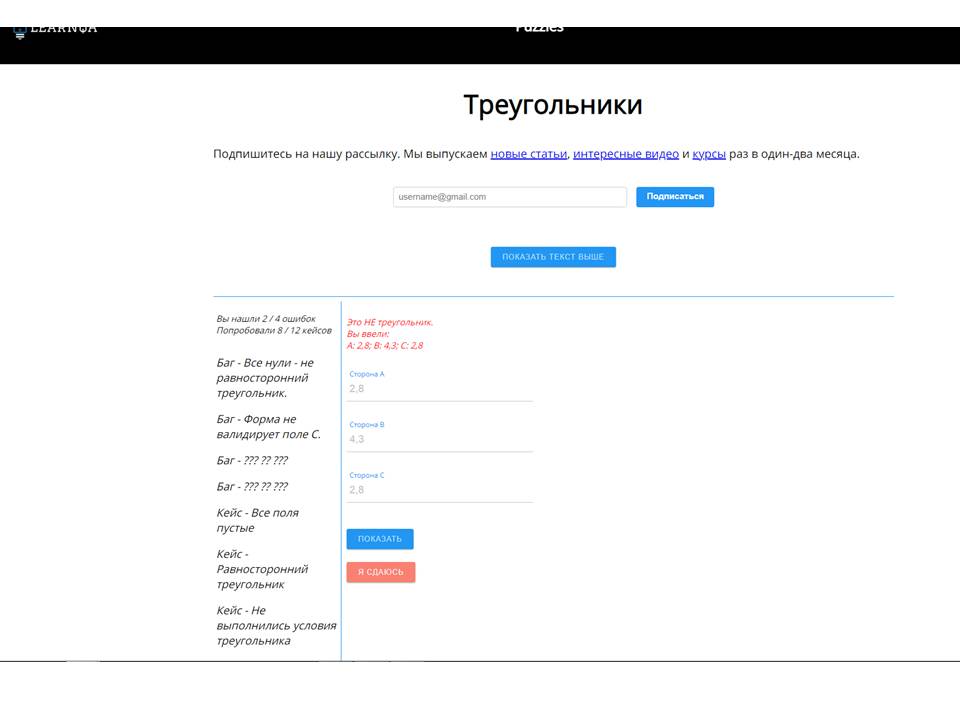 LEARNQA
Puzzles
Треугольники
Подпишитесь на нашу рассылку. Мы выпускаем новые статьи, интересные видео и курсы раз в один-два месяца.
username@gmail.com
Подписаться
ПОКАЗАТЬ ТЕКСТ ВЫШЕ
Вы нашли 2 / 4 ошибок
Попробовали 8 / 12 кейсов
Баг - Все нули - не
равносторонний
треугольник.
Баг - Форма не
валидирует поле C.
Баг - ??? ?? ???
Баг - ??? ?? ???
Кейс - Все поля
пустые
Кейс -
Равносторонний
треугольник
Кейс - Не
выполнились условия
треугольника
Это НЕ треугольник.
Вы ввели:
A: 2,8; B: 4,3; C: 2,8
Сторона A
2,8
Сторона B
4,3
Сторона C
2,8
ПОКАЗАТЬ
Я СДАЮСЬ